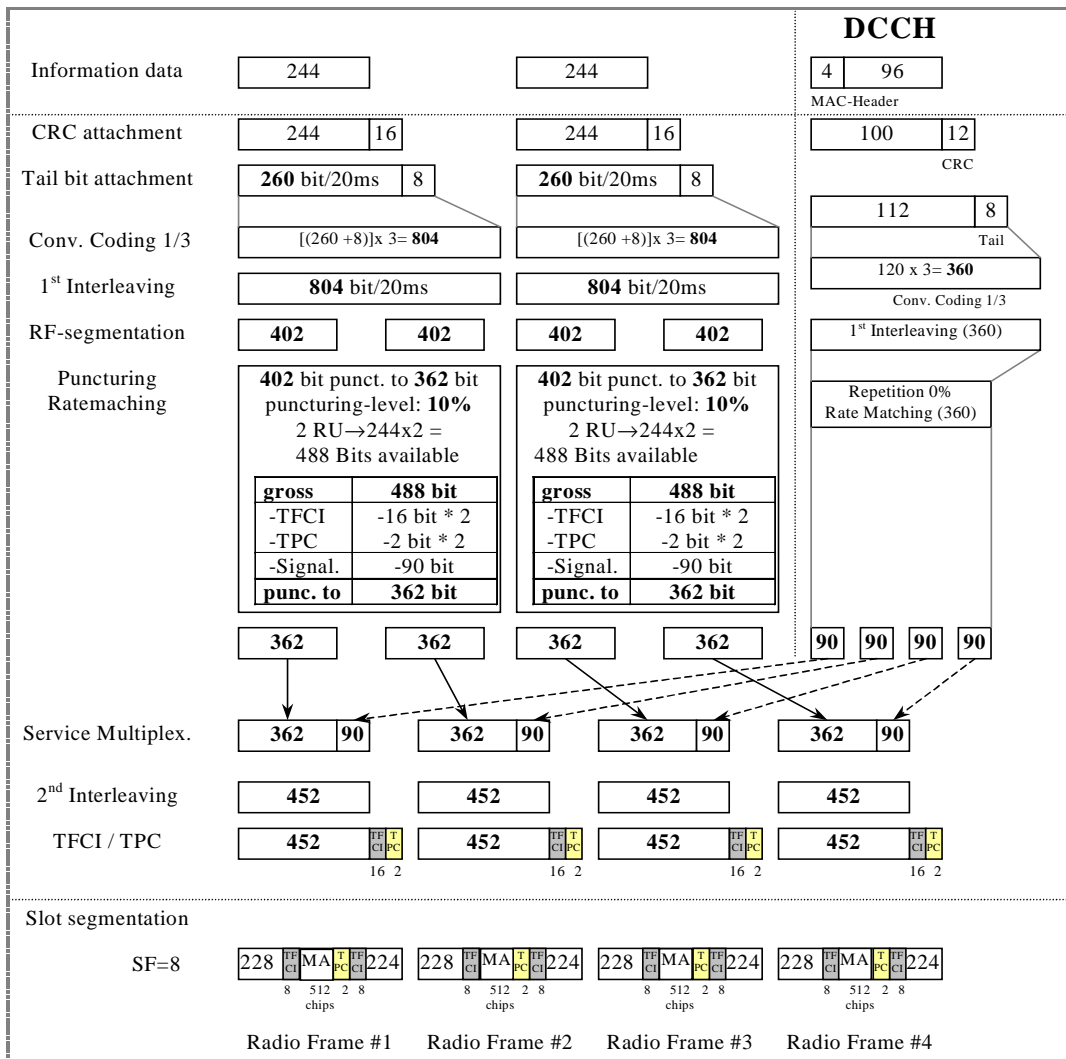 DCCH
Information data 244 244 4 96
MAC-Header
CRC attachment 244 16 244 16 100 12
CRC
Tail bit attachment 260 bit/20ms 8 260 bit/20ms 8
112 8
Tail
Conv. Coding 1/3 [(260 +8)]x 3= 804 [(260 +8)]x 3= 804
120 x 3= 360
Conv. Coding 1/3
1st Interleaving 804 bit/20ms 804 bit/20ms
RF-segmentation 402 402 402 402 1st Interleaving (360)
Puncturing
Ratemaching
402 bit punct. to 362 bit
puncturing-level: 10%
2 RU→244x2 =
488 Bits available
gross 488 bit
-TFCI -16 bit * 2
-TPC -2 bit * 2
-Signal. -90 bit
punc. to 362 bit
402 bit punct. to 362 bit
puncturing-level: 10%
2 RU→244x2 =
488 Bits available
gross 488 bit
-TFCI -16 bit * 2
-TPC -2 bit * 2
-Signal. -90 bit
punc. to 362 bit
Repetition 0%
Rate Matching (360)
362 362 362 362 90 90 90 90
Service Multiplex. 362 90 362 90 362 90 362 90
2nd Interleaving 452 452 452 452
TFCI / TPC 452 TF CI T PC 452 TF CI T PC 452 TF CI T PC 452 TF CI T PC
16 2 16 2 16 2 16 2
Slot segmentation
SF=8 228 TF CI MA T PC TF CI 224 228 TF CI MA T PC TF CI 224 228 TF CI MA T PC TF CI 224 228 TF CI MA T PC TF CI 224
8 512 2 8 8 512 2 8 8 512 2 8 8 512 2 8
chips chips chips chips
Radio Frame #1 Radio Frame #2 Radio Frame #3 Radio Frame #4